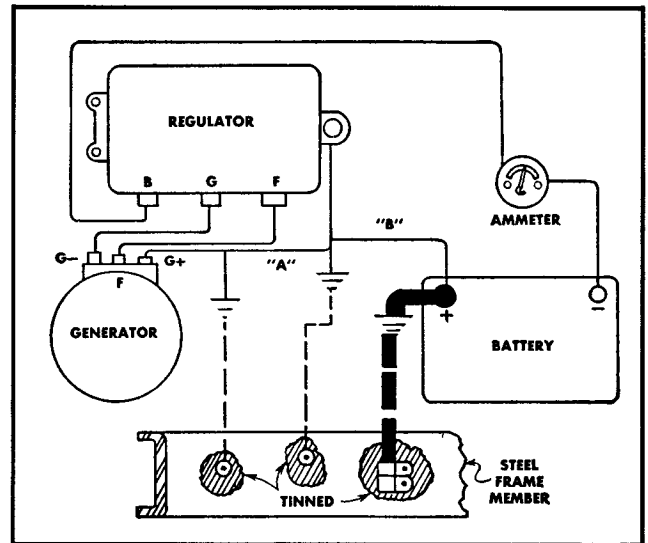 REGULATOR
B G F
AMMETER
"B"
G- F G+
"A"
GENERATOR
+ -
BATTERY
TINNED
STEEL
FRAME
MEMBER